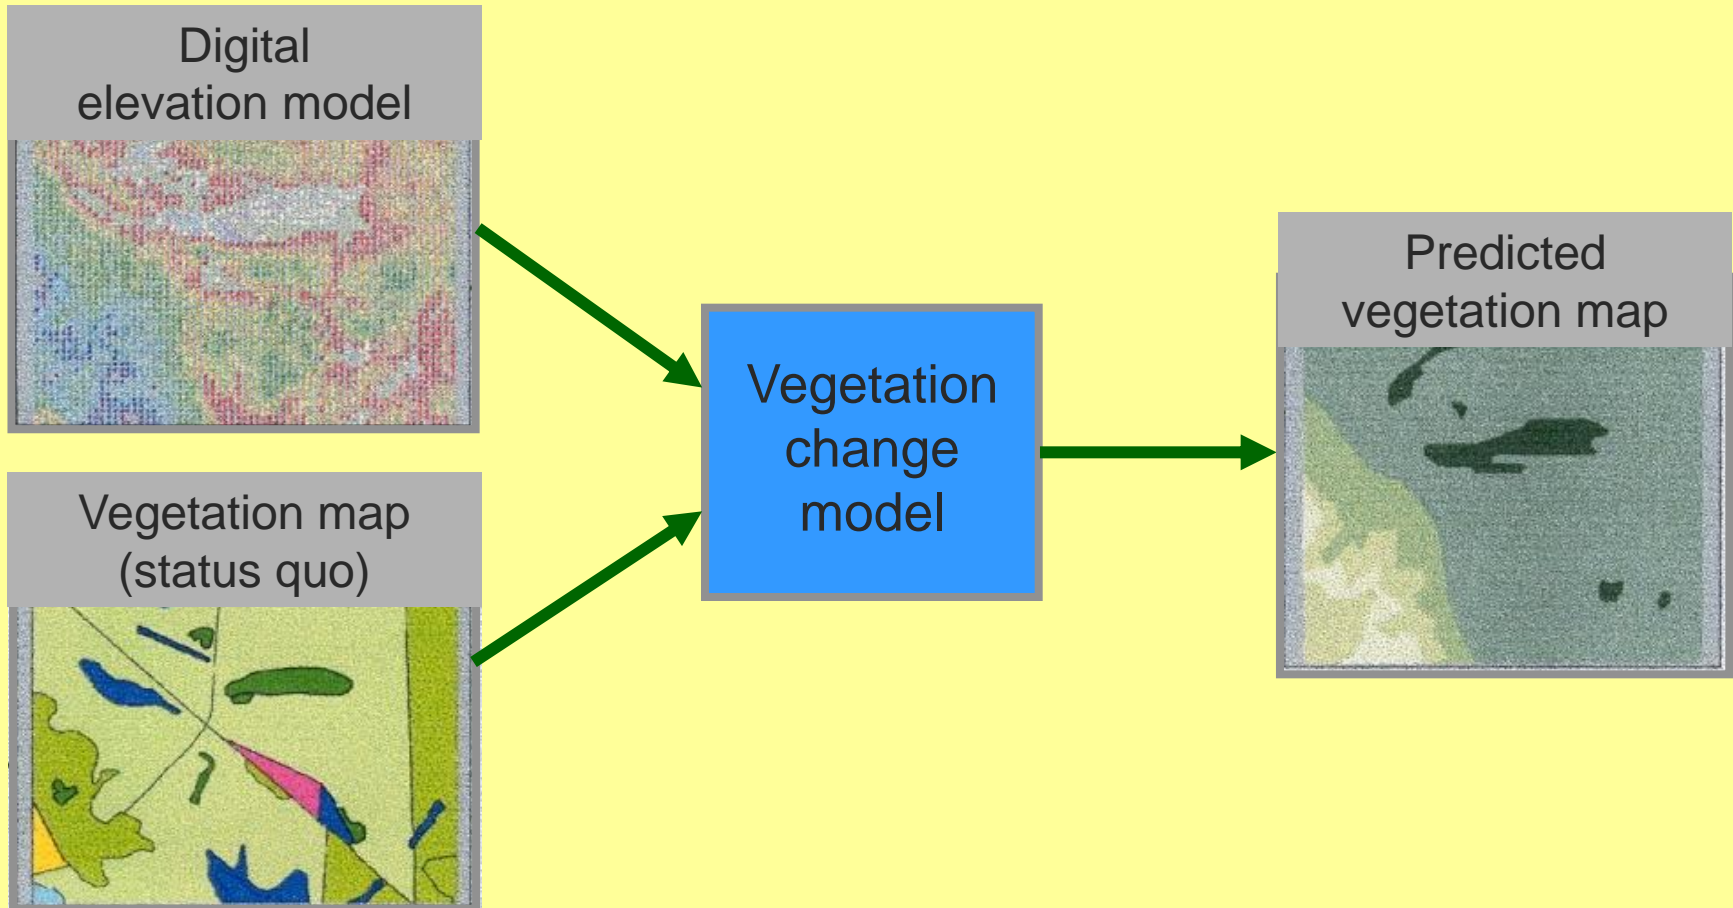 Digital
elevation model
Vegetation map
(status quo)
Vegetation
change
model
Predicted
vegetation map